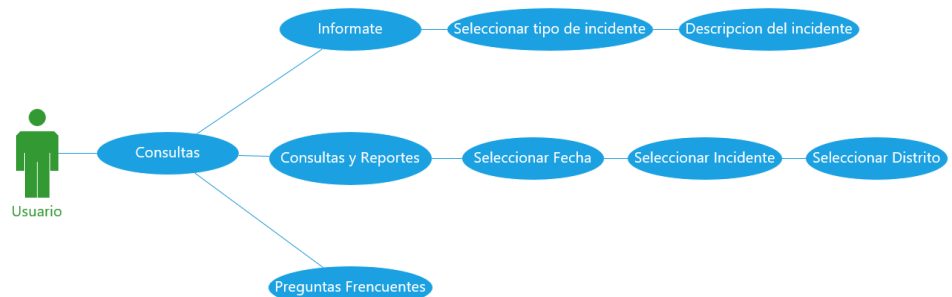 Informate
Seleccionar tipo de incidente
Descripcion del incidente
Usuario
Consultas
Consultas y Reportes
Seleccionar Fecha
Seleccionar Incidente
Seleccionar Distrito
Preguntas Frencuentes